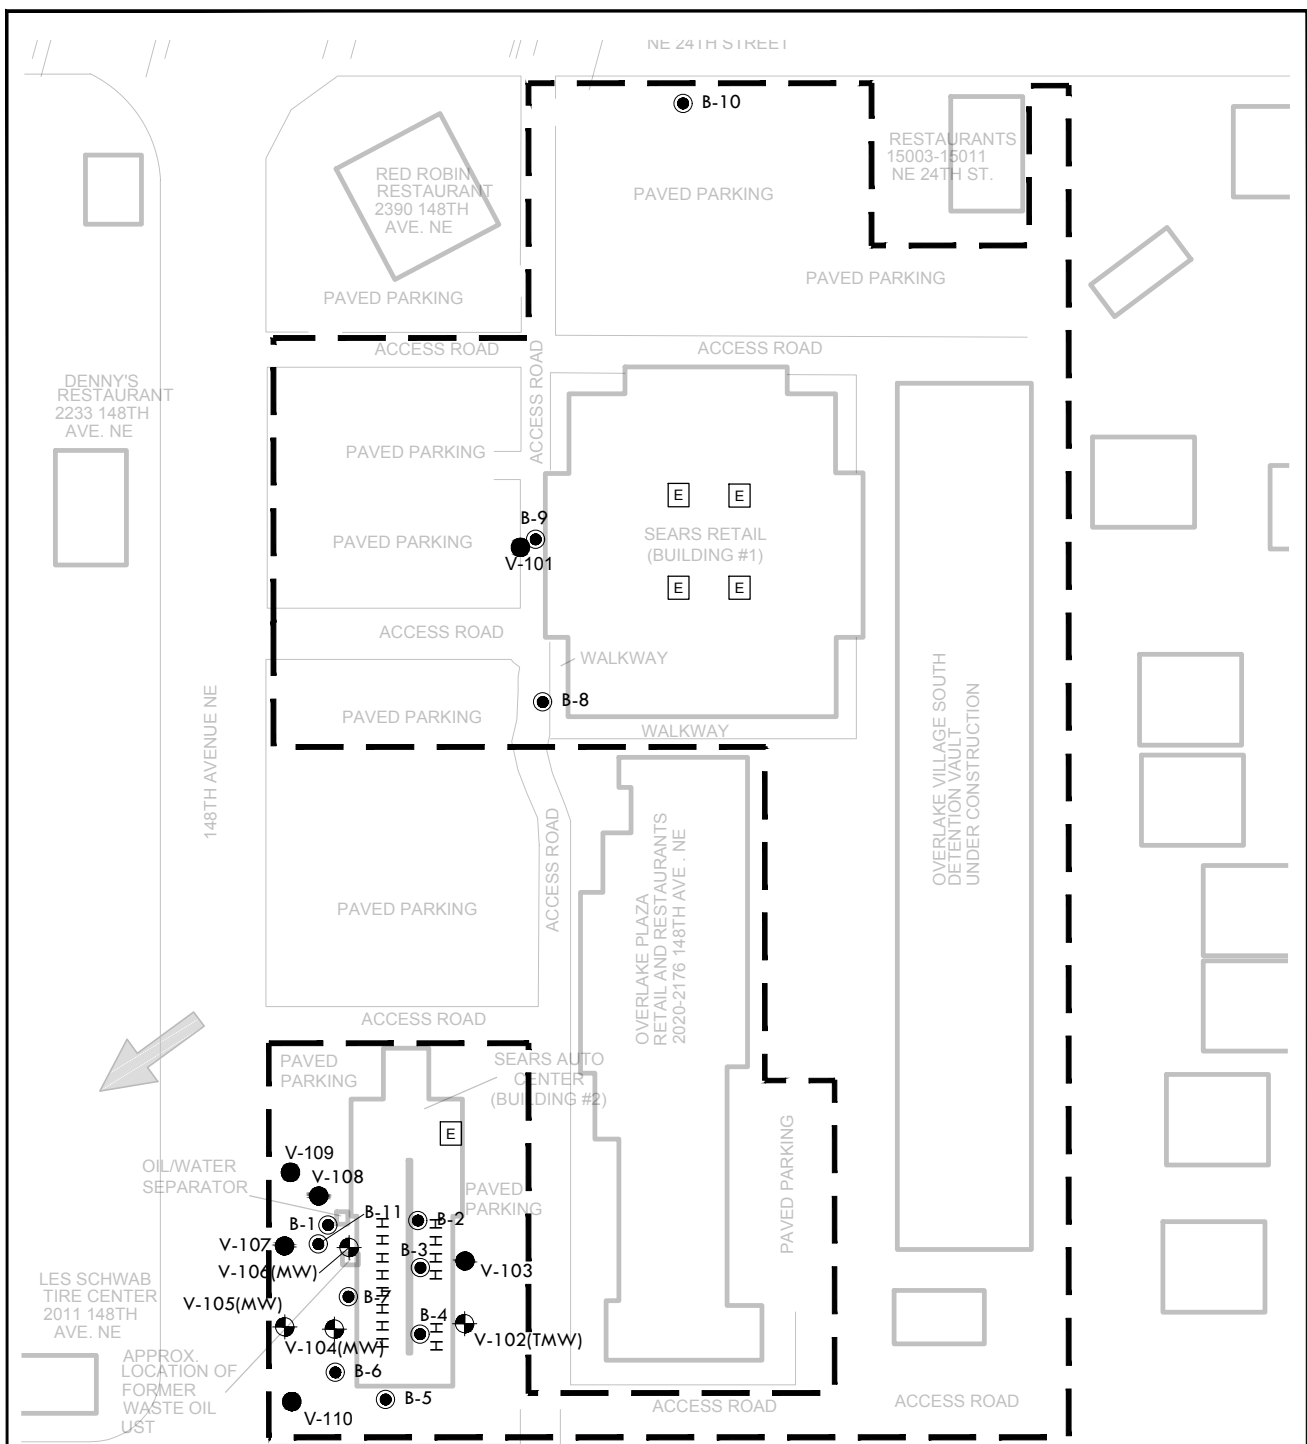 NE 24TH STREET
B-10
RESTAURANTS
15003-15011
NE 24TH ST.
RED ROBIN
RESTAURANT
2390 148TH
AVE. NE
PAVED PARKING
PAVED PARKING
PAVED PARKING
ACCESS ROAD
ACCESS ROAD
ACCESS ROAD
DENNY'S
RESTAURANT
2233 148TH
AVE. NE
PAVED PARKING
E
E
B-9
V-101
PAVED PARKING
SEARS RETAIL
(BUILDING #1)
E
E
ACCESS ROAD
WALKWAY
B-8
PAVED PARKING
WALKWAY
148TH AVENUE NE
OVERLAKE VILLAGE SOUTH
DETENTION VAULT
UNDER CONSTRUCTION
ACCESS ROAD
OVERLAKE PLAZA
RETAIL AND RESTAURANTS
2020-2176 148TH AVE . NE
PAVED PARKING
ACCESS ROAD
PAVED
PARKING
SEARS AUTO
CENTER
(BUILDING #2)
E
PAVED PARKING
V-109
OIL/WATER
SEPARATOR
V-108
PAVED
PARKING
B-11
B-1
B-2
V-107
B-3
V-106(MW)
V-103
LES SCHWAB
TIRE CENTER
2011 148TH
AVE. NE
V-105(MW)
B-7
B-4
V-104(MW)
V-102(TMW)
APPROX.
LOCATION OF
FORMER
WASTE OIL
UST
B-6
B-5
V-110
ACCESS ROAD
ACCESS ROAD